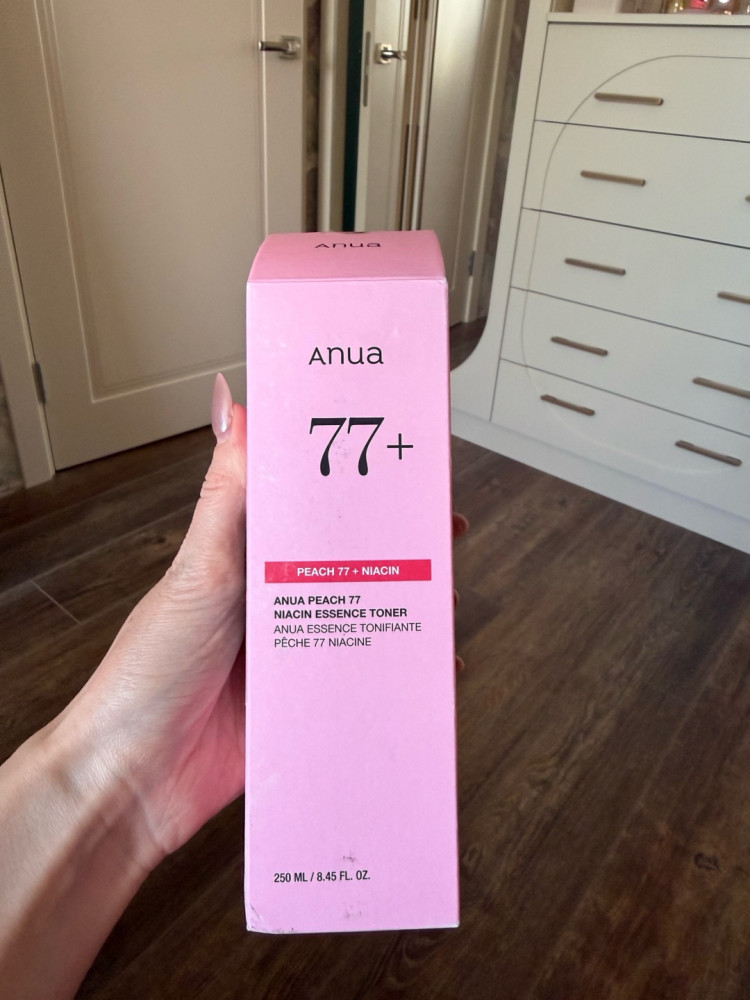 Anua
Anua
77+
PEACH 77 + NIACIN
ANUA PEACH 77
NIACIN ESSENCE TONER
ANUA ESSENCE TONIFIANTE
PÊCHE 77 NIACINE
250 ML / 8.45 FL. OZ.